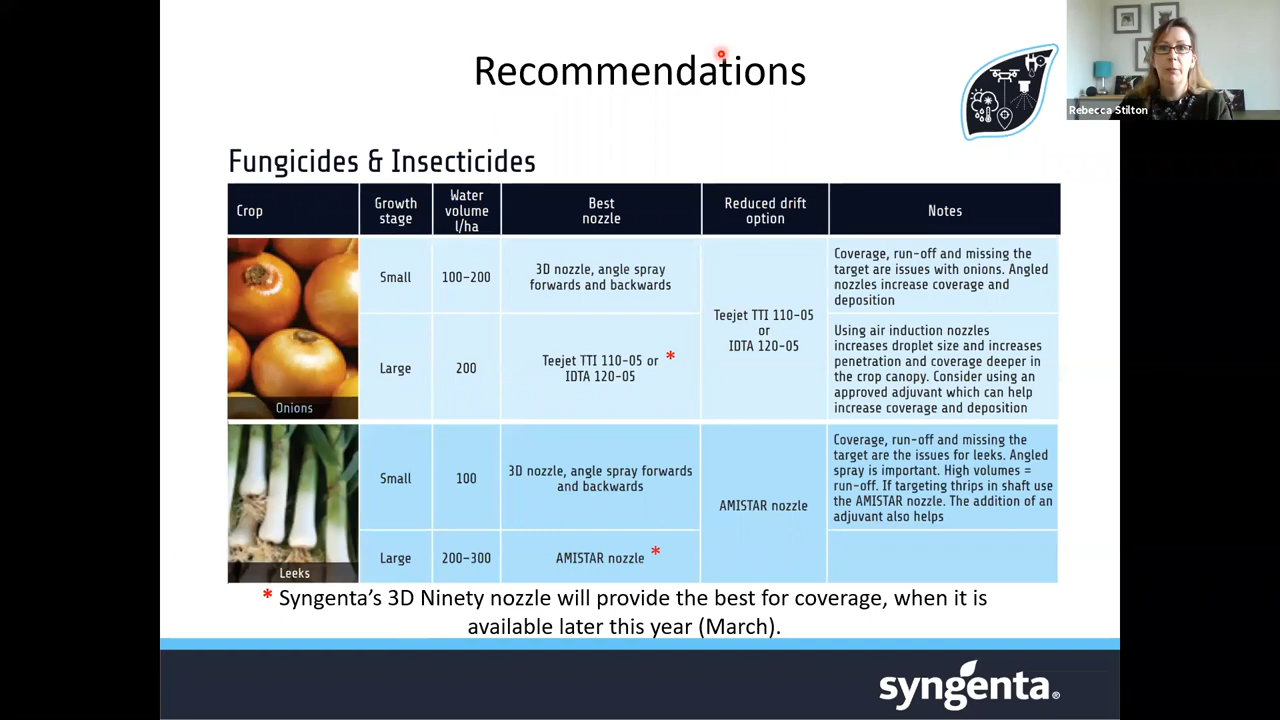 Recommendations
Rebecca Stilton
Fungicides & Insecticides
Crop
Growth
stage
Water
volume
l/ha
Best
nozzle
Reduced drift
option
Notes
Onions
Small
100–200
3D nozzle, angle spray
forwards and backwards
Teejet TTI 110-05
or
IDTA 120-05
Coverage, run-off and missing the
target are issues with onions. Angled
nozzles increase coverage and
deposition
Large
200
Teejet TTI 110-05 or *
IDTA 120-05
Using air induction nozzles
increases droplet size and increases
penetration and coverage deeper in
the crop canopy. Consider using an
approved adjuvant which can help
increase coverage and deposition
Leeks
Small
100
3D nozzle, angle spray forwards
and backwards
AMISTAR nozzle
Coverage, run-off and missing the
target are the issues for leeks. Angled
spray is important. High volumes =
run-off. If targeting thrips in shaft use
the AMISTAR nozzle. The addition of an
adjuvant also helps
Large
200–300
AMISTAR nozzle *
* Syngenta's 3D Ninety nozzle will provide the best for coverage, when it is
available later this year (March).
syngenta®